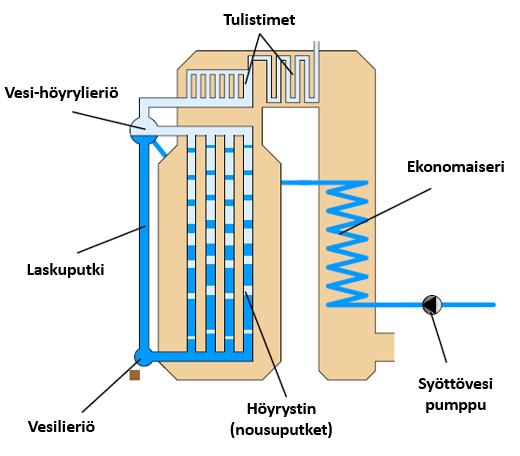 Tulistimet
Vesi-höyrylieriö
Ekonomaiseri
Laskuputki
Syöttövesi
pumppu
Höyrystin
(nousuputket)
Vesilieriö